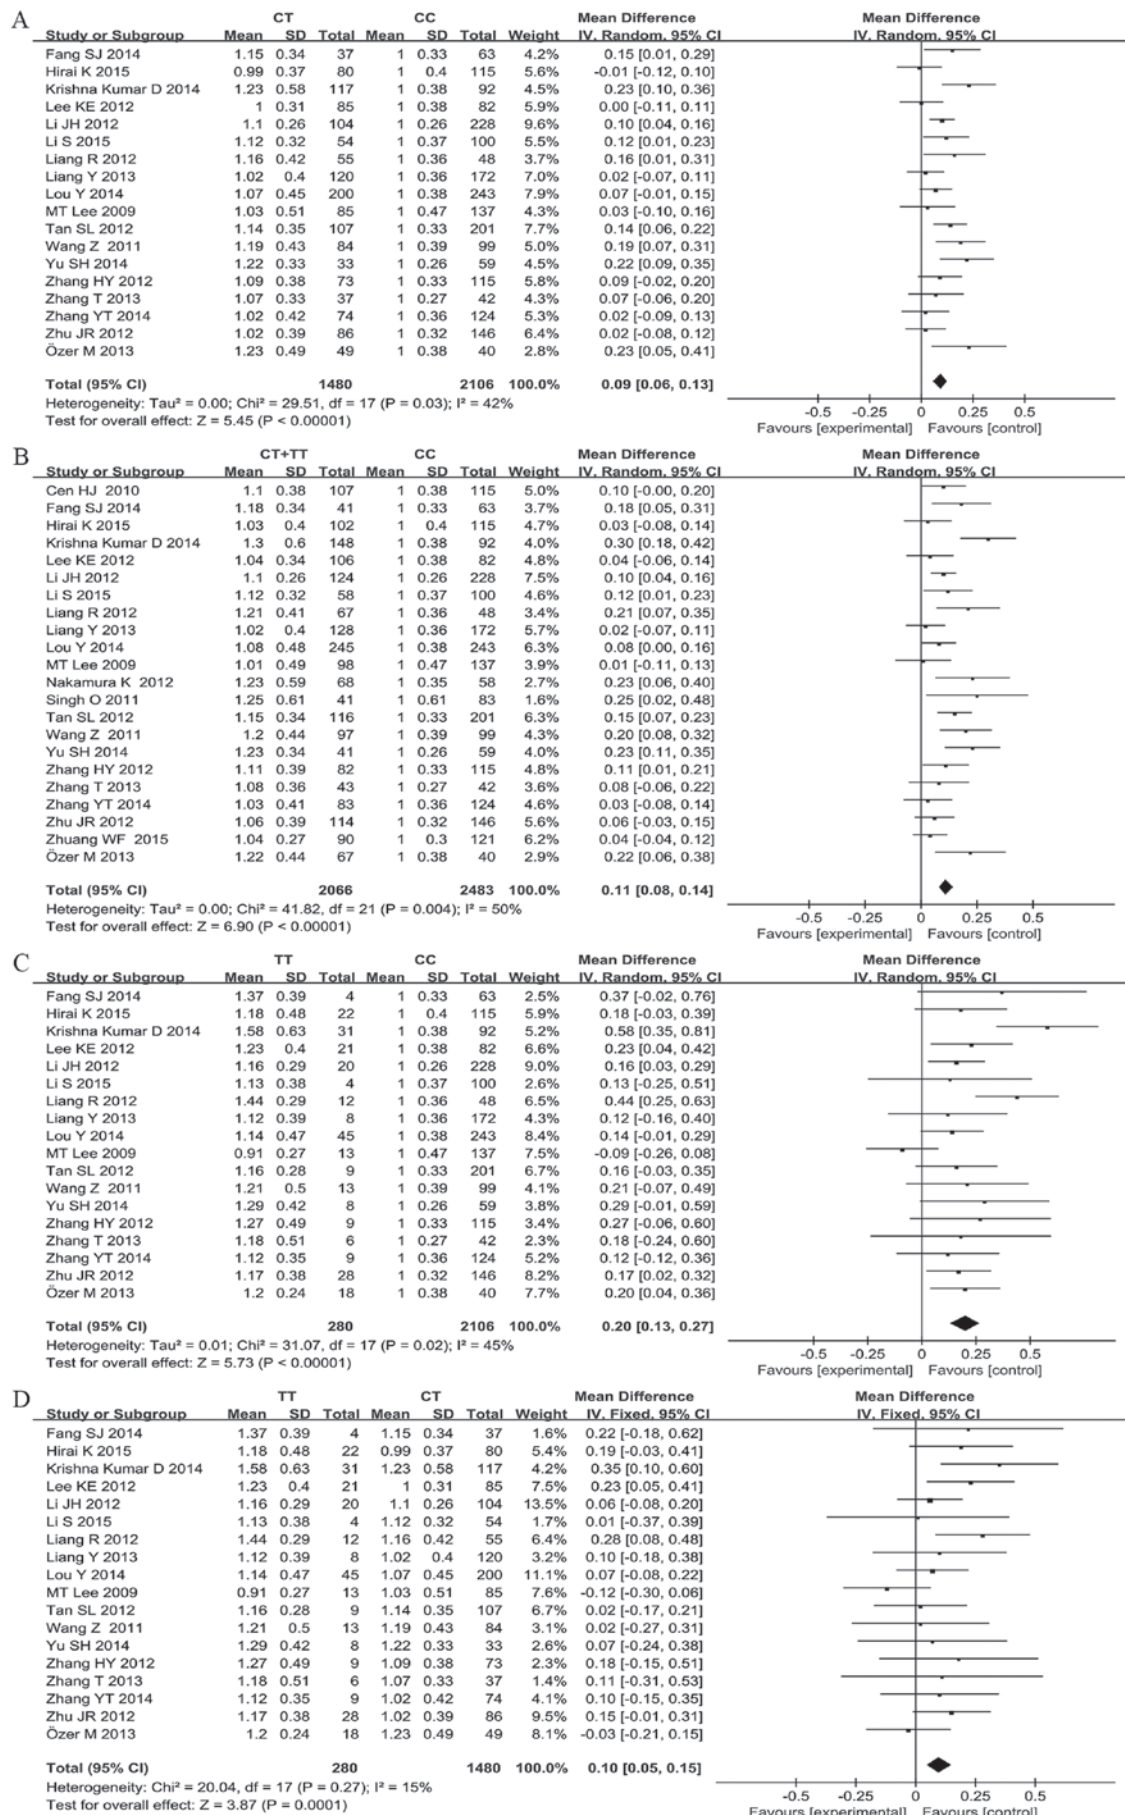 A
CT CC Mean Difference Mean Difference
Study or Subgroup Mean SD Total Mean SD Total Weight IV, Random, 95% CI IV, Random, 95% CI
Fang SJ 2014 1.15 0.34 37 1 0.33 63 4.2% 0.15 [0.01, 0.29]
Hirai K 2015 0.99 0.37 80 1 0.4 115 5.6% -0.01 [-0.12, 0.10]
Krishna Kumar D 2014 1.23 0.58 117 1 0.38 92 4.5% 0.23 [0.10, 0.36]
Lee KE 2012 1 0.31 85 1 0.38 82 5.8% 0.00 [-0.11, 0.11]
Li JH 2012 1.1 0.26 104 1 0.26 228 9.6% 0.10 [0.04, 0.16]
Li S 2015 1.12 0.32 54 1 0.37 100 5.2% 0.12 [0.01, 0.23]
Liang R 2012 1.16 0.42 55 1 0.36 48 3.7% 0.16 [0.01, 0.31]
Liang Y 2013 1.02 0.4 120 1 0.36 172 7.0% 0.02 [-0.07, 0.11]
Lou Y 2014 1.07 0.45 200 1 0.38 243 7.9% 0.07 [-0.01, 0.15]
MT Lee 2009 1.03 0.51 85 1 0.47 137 4.3% 0.03 [-0.10, 0.16]
Tan SL 2012 1.14 0.35 107 1 0.33 201 7.7% 0.14 [0.06, 0.22]
Wang Z 2011 1.19 0.43 84 1 0.39 99 5.0% 0.19 [0.07, 0.31]
Yu SH 2014 1.22 0.33 33 1 0.26 59 4.5% 0.22 [0.09, 0.35]
Zhang HY 2012 1.09 0.38 73 1 0.33 115 5.9% 0.09 [-0.02, 0.20]
Zhang T 2013 1.07 0.33 37 1 0.27 42 4.3% 0.07 [-0.06, 0.20]
Zhang YT 2014 1.02 0.42 74 1 0.36 124 5.2% 0.02 [-0.09, 0.13]
Zhu JR 2012 1.02 0.39 86 1 0.32 146 6.4% 0.02 [-0.08, 0.12]
Özer M 2013 1.23 0.49 49 1 0.38 40 2.8% 0.23 [0.05, 0.41]
Total (95% CI) 1480 2106 100.0% 0.09 [0.06, 0.13]
Heterogeneity: Tau² = 0.00; Chi² = 29.51, df = 17 (P = 0.03); I² = 42%
Test for overall effect: Z = 5.45 (P < 0.00001)
-0.5 -0.25 0 0.25 0.5
Favours [experimental] Favours [control]
B
CT+TT CC Mean Difference Mean Difference
Study or Subgroup Mean SD Total Mean SD Total Weight IV, Random, 95% CI IV, Random, 95% CI
Cen HJ 2010 1.1 0.38 107 1 0.38 115 5.0% 0.10 [-0.00, 0.20]
Fang SJ 2014 1.18 0.34 41 1 0.33 63 3.7% 0.18 [0.05, 0.31]
Hirai K 2015 1.03 0.4 102 1 0.4 115 4.7% 0.03 [-0.08, 0.14]
Krishna Kumar D 2014 1.3 0.6 148 1 0.38 92 4.0% 0.30 [0.18, 0.42]
Lee KE 2012 1.04 0.34 106 1 0.38 82 4.8% 0.04 [-0.06, 0.14]
Li JH 2012 1.1 0.26 124 1 0.26 228 7.5% 0.10 [0.04, 0.16]
Li S 2015 1.12 0.32 58 1 0.37 100 4.5% 0.12 [0.01, 0.23]
Liang R 2012 1.21 0.41 67 1 0.36 48 3.4% 0.21 [0.07, 0.35]
Liang Y 2013 1.02 0.4 128 1 0.36 172 5.7% 0.02 [-0.07, 0.11]
Lou Y 2014 1.08 0.48 245 1 0.38 243 6.3% 0.08 [0.00, 0.16]
MT Lee 2009 1.01 0.49 98 1 0.47 137 3.9% 0.01 [-0.11, 0.13]
Nakamura K 2012 1.23 0.59 68 1 0.35 58 2.7% 0.23 [0.06, 0.40]
Singh O 2011 1.25 0.61 41 1 0.61 83 1.6% 0.25 [0.02, 0.48]
Tan SL 2012 1.15 0.34 116 1 0.33 201 6.3% 0.15 [0.07, 0.23]
Wang Z 2011 1.2 0.44 97 1 0.39 99 4.2% 0.20 [0.08, 0.32]
Yu SH 2014 1.23 0.34 41 1 0.26 59 4.0% 0.23 [0.11, 0.35]
Zhang HY 2012 1.11 0.39 82 1 0.33 115 4.8% 0.11 [0.01, 0.21]
Zhang T 2013 1.08 0.36 43 1 0.27 42 3.6% 0.08 [-0.06, 0.22]
Zhang YT 2014 1.03 0.41 83 1 0.36 124 4.6% 0.03 [-0.08, 0.14]
Zhu JR 2012 1.06 0.39 114 1 0.32 146 5.6% 0.06 [-0.03, 0.15]
Zhuang WF 2015 1.04 0.27 90 1 0.3 121 6.2% 0.04 [-0.04, 0.12]
Özer M 2013 1.22 0.44 67 1 0.38 40 2.9% 0.22 [0.06, 0.38]
Total (95% CI) 2066 2483 100.0% 0.11 [0.08, 0.14]
Heterogeneity: Tau² = 0.00; Chi² = 41.82, df = 21 (P = 0.004); I² = 50%
Test for overall effect: Z = 6.90 (P < 0.00001)
-0.5 -0.25 0 0.25 0.5
Favours [experimental] Favours [control]
C
TT CC Mean Difference Mean Difference
Study or Subgroup Mean SD Total Mean SD Total Weight IV, Random, 95% CI IV, Random, 95% CI
Fang SJ 2014 1.37 0.39 4 1 0.33 63 2.5% 0.37 [-0.02, 0.76]
Hirai K 2015 1.18 0.48 22 1 0.4 115 5.9% 0.18 [-0.03, 0.39]
Krishna Kumar D 2014 1.58 0.63 31 1 0.38 92 5.2% 0.58 [0.35, 0.81]
Lee KE 2012 1.23 0.4 21 1 0.38 82 6.6% 0.23 [0.04, 0.42]
Li JH 2012 1.16 0.29 20 1 0.26 228 9.0% 0.16 [0.03, 0.29]
Li S 2015 1.13 0.38 4 1 0.37 100 2.6% 0.13 [-0.25, 0.51]
Liang R 2012 1.44 0.29 12 1 0.36 48 6.7% 0.44 [0.25, 0.63]
Liang Y 2013 1.12 0.39 8 1 0.36 172 4.3% 0.12 [-0.16, 0.40]
Lou Y 2014 1.14 0.47 45 1 0.38 243 8.4% 0.14 [-0.01, 0.29]
MT Lee 2009 0.91 0.27 13 1 0.47 137 7.5% -0.09 [-0.26, 0.08]
Tan SL 2012 1.16 0.28 9 1 0.33 201 6.8% 0.16 [-0.03, 0.35]
Wang Z 2011 1.21 0.5 13 1 0.39 99 4.1% 0.21 [-0.07, 0.49]
Yu SH 2014 1.29 0.42 8 1 0.26 59 3.8% 0.29 [-0.01, 0.59]
Zhang HY 2012 1.27 0.49 9 1 0.33 115 3.4% 0.27 [-0.06, 0.60]
Zhang T 2013 1.18 0.51 6 1 0.27 42 2.3% 0.18 [-0.24, 0.60]
Zhang YT 2014 1.12 0.35 9 1 0.36 124 5.2% 0.12 [-0.12, 0.36]
Zhu JR 2012 1.17 0.38 28 1 0.32 146 8.2% 0.17 [0.02, 0.32]
Özer M 2013 1.2 0.24 18 1 0.38 40 7.7% 0.20 [0.04, 0.36]
Total (95% CI) 280 2106 100.0% 0.20 [0.13, 0.27]
Heterogeneity: Tau² = 0.01; Chi² = 31.07, df = 17 (P = 0.02); I² = 45%
Test for overall effect: Z = 5.73 (P < 0.00001)
-0.5 -0.25 0 0.25 0.5
Favours [experimental] Favours [control]
D
TT CT Mean Difference Mean Difference
Study or Subgroup Mean SD Total Mean SD Total Weight IV, Fixed, 95% CI IV, Fixed, 95% CI
Fang SJ 2014 1.37 0.39 4 1.15 0.34 37 1.6% 0.22 [-0.18, 0.62]
Hirai K 2015 1.18 0.48 22 0.99 0.37 80 5.4% 0.19 [-0.03, 0.41]
Krishna Kumar D 2014 1.58 0.63 31 1.23 0.58 117 4.2% 0.35 [0.10, 0.60]
Lee KE 2012 1.23 0.4 21 1 0.31 85 7.5% 0.23 [0.05, 0.41]
Li JH 2012 1.16 0.29 20 1.1 0.26 104 13.5% 0.06 [-0.08, 0.20]
Li S 2015 1.13 0.38 4 1.12 0.32 54 1.7% 0.01 [-0.37, 0.39]
Liang R 2012 1.44 0.29 12 1.16 0.42 55 6.4% 0.28 [0.08, 0.48]
Liang Y 2013 1.12 0.39 8 1.02 0.4 120 3.2% 0.10 [-0.18, 0.38]
Lou Y 2014 1.14 0.47 45 1.07 0.45 200 11.1% 0.07 [-0.08, 0.22]
MT Lee 2009 0.91 0.27 13 1.03 0.51 85 7.6% -0.12 [-0.30, 0.06]
Tan SL 2012 1.16 0.28 9 1.14 0.35 107 6.7% 0.02 [-0.17, 0.21]
Wang Z 2011 1.21 0.5 13 1.19 0.43 84 3.1% 0.02 [-0.27, 0.31]
Yu SH 2014 1.29 0.42 8 1.22 0.33 33 2.6% 0.07 [-0.24, 0.38]
Zhang HY 2012 1.27 0.49 9 1.09 0.38 73 2.3% 0.18 [-0.15, 0.51]
Zhang T 2013 1.18 0.51 6 1.07 0.33 37 1.4% 0.11 [-0.31, 0.53]
Zhang YT 2014 1.12 0.35 9 1.02 0.42 74 4.1% 0.10 [-0.15, 0.35]
Zhu JR 2012 1.17 0.38 28 1.02 0.39 86 9.5% 0.15 [-0.01, 0.31]
Özer M 2013 1.2 0.24 18 1.23 0.49 49 8.1% -0.03 [-0.21, 0.15]
Total (95% CI) 280 1480 100.0% 0.10 [0.05, 0.15]
Heterogeneity: Chi² = 20.04, df = 17 (P = 0.27); I² = 15%
Test for overall effect: Z = 3.87 (P = 0.0001)
-0.5 -0.25 0 0.25 0.5
Favours [experimental] Favours [control]